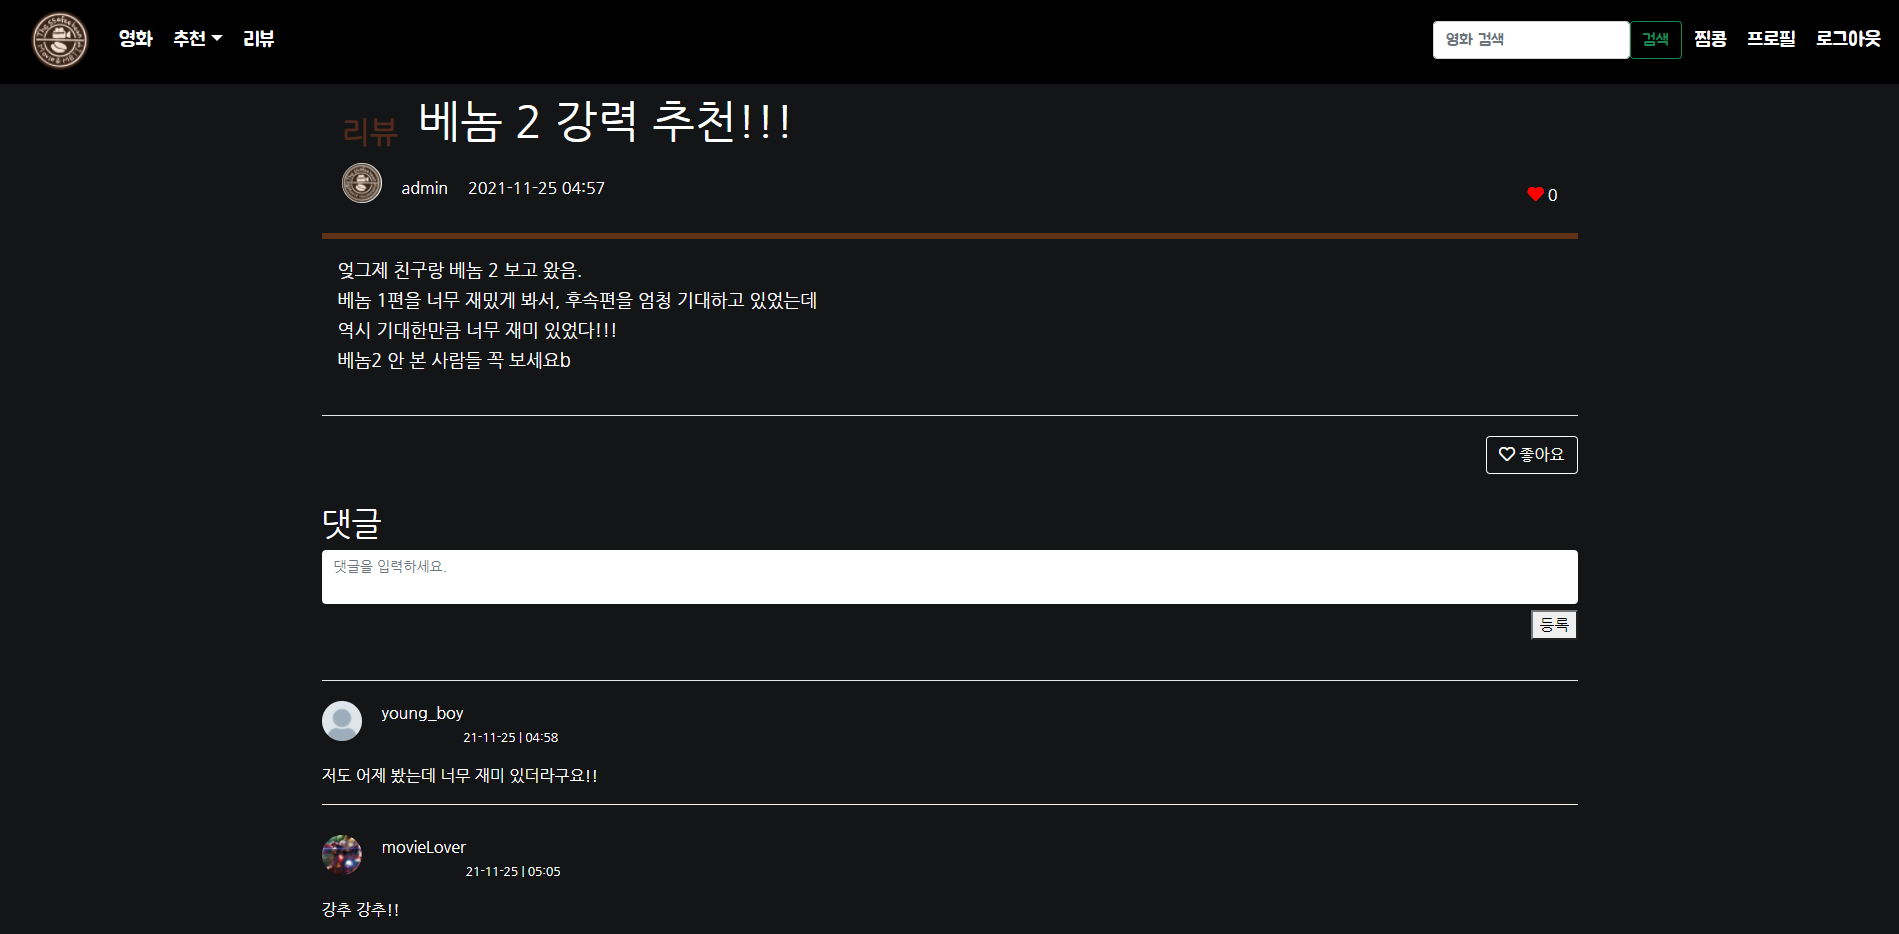 영화 추천 리뷰 영화 검색 검색 찜콩 프로필 로그아웃
리뷰 베놈 2 강력 추천!!!
admin 2021-11-25 04:57 0
엊그제 친구랑 베놈 2 보고 왔음.
베놈 1편을 너무 재밌게 봐서, 후속편을 엄청 기대하고 있었는데
역시 기대한만큼 너무 재미 있었다!!!
베놈2 안 본 사람들 꼭 보세요b
좋아요
댓글
댓글을 입력하세요.
등록
young_boy
21-11-25 | 04:58
저도 어제 봤는데 너무 재미 있더라구요!!
movieLover
21-11-25 | 05:05
강추 강추!!